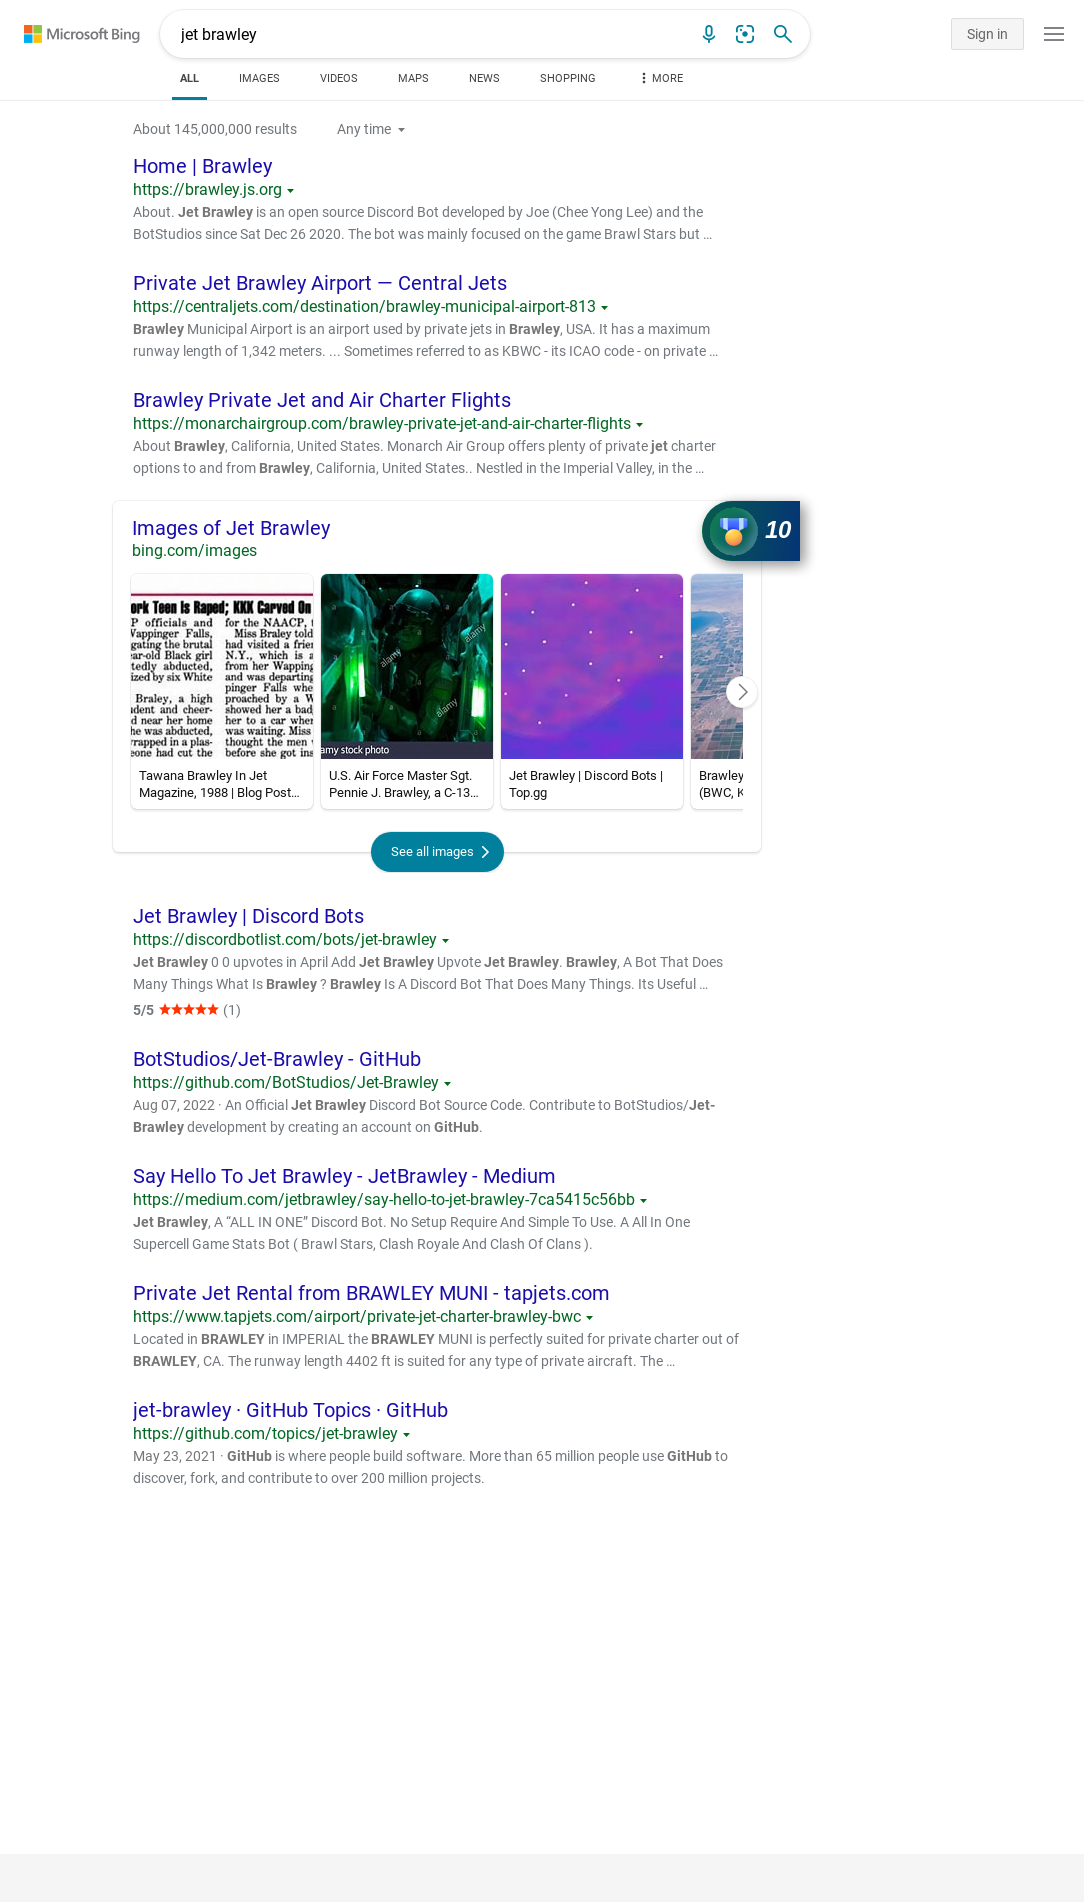 Microsoft Bing
jet brawley
Sign in
ALL
IMAGES
VIDEOS
MAPS
NEWS
SHOPPING
MORE
About 145,000,000 results
Any time
Home | Brawley
https://brawley.js.org
About. Jet Brawley is an open source Discord Bot developed by Joe (Chee Yong Lee) and the
BotStudios since Sat Dec 26 2020. The bot was mainly focused on the game Brawl Stars but …
Private Jet Brawley Airport — Central Jets
https://centraljets.com/destination/brawley-municipal-airport-813
Brawley Municipal Airport is an airport used by private jets in Brawley, USA. It has a maximum
runway length of 1,342 meters. ... Sometimes referred to as KBWC - its ICAO code - on private …
Brawley Private Jet and Air Charter Flights
https://monarchairgroup.com/brawley-private-jet-and-air-charter-flights
About Brawley, California, United States. Monarch Air Group offers plenty of private jet charter
options to and from Brawley, California, United States.. Nestled in the Imperial Valley, in the …
Images of Jet Brawley
bing.com/images
10
ork Teen Is Raped; KKK Carved On
P officials and
Wappinger Falls,
gating the brutal
ear-old Black girl
tedly abducted,
ized by six White
Braley, a high
dent and cheer-
d near her home
he was abducted,
wrapped in a plas-
eone had cut the
for the NAACP,
Miss Braley told
had visited a frie
N.Y., which is a
from her Wapping
and was departing
pinger Falls whe
proached by a W
showed her a bad
her to a car when
was waiting. Miss
thought the men
before she got ins
alamy
alamy
alamy
amy stock photo
Tawana Brawley In Jet
Magazine, 1988 | Blog Post…
U.S. Air Force Master Sgt.
Pennie J. Brawley, a C-13…
Jet Brawley | Discord Bots |
Top.gg
Brawley
(BWC, K
See all images
Jet Brawley | Discord Bots
https://discordbotlist.com/bots/jet-brawley
Jet Brawley 0 0 upvotes in April Add Jet Brawley Upvote Jet Brawley. Brawley, A Bot That Does
Many Things What Is Brawley ? Brawley Is A Discord Bot That Does Many Things. Its Useful …
5/5 ★★★★★ (1)
BotStudios/Jet-Brawley - GitHub
https://github.com/BotStudios/Jet-Brawley
Aug 07, 2022 · An Official Jet Brawley Discord Bot Source Code. Contribute to BotStudios/Jet-
Brawley development by creating an account on GitHub.
Say Hello To Jet Brawley - JetBrawley - Medium
https://medium.com/jetbrawley/say-hello-to-jet-brawley-7ca5415c56bb
Jet Brawley, A “ALL IN ONE” Discord Bot. No Setup Require And Simple To Use. A All In One
Supercell Game Stats Bot ( Brawl Stars, Clash Royale And Clash Of Clans ).
Private Jet Rental from BRAWLEY MUNI - tapjets.com
https://www.tapjets.com/airport/private-jet-charter-brawley-bwc
Located in BRAWLEY in IMPERIAL the BRAWLEY MUNI is perfectly suited for private charter out of
BRAWLEY, CA. The runway length 4402 ft is suited for any type of private aircraft. The …
jet-brawley · GitHub Topics · GitHub
https://github.com/topics/jet-brawley
May 23, 2021 · GitHub is where people build software. More than 65 million people use GitHub to
discover, fork, and contribute to over 200 million projects.